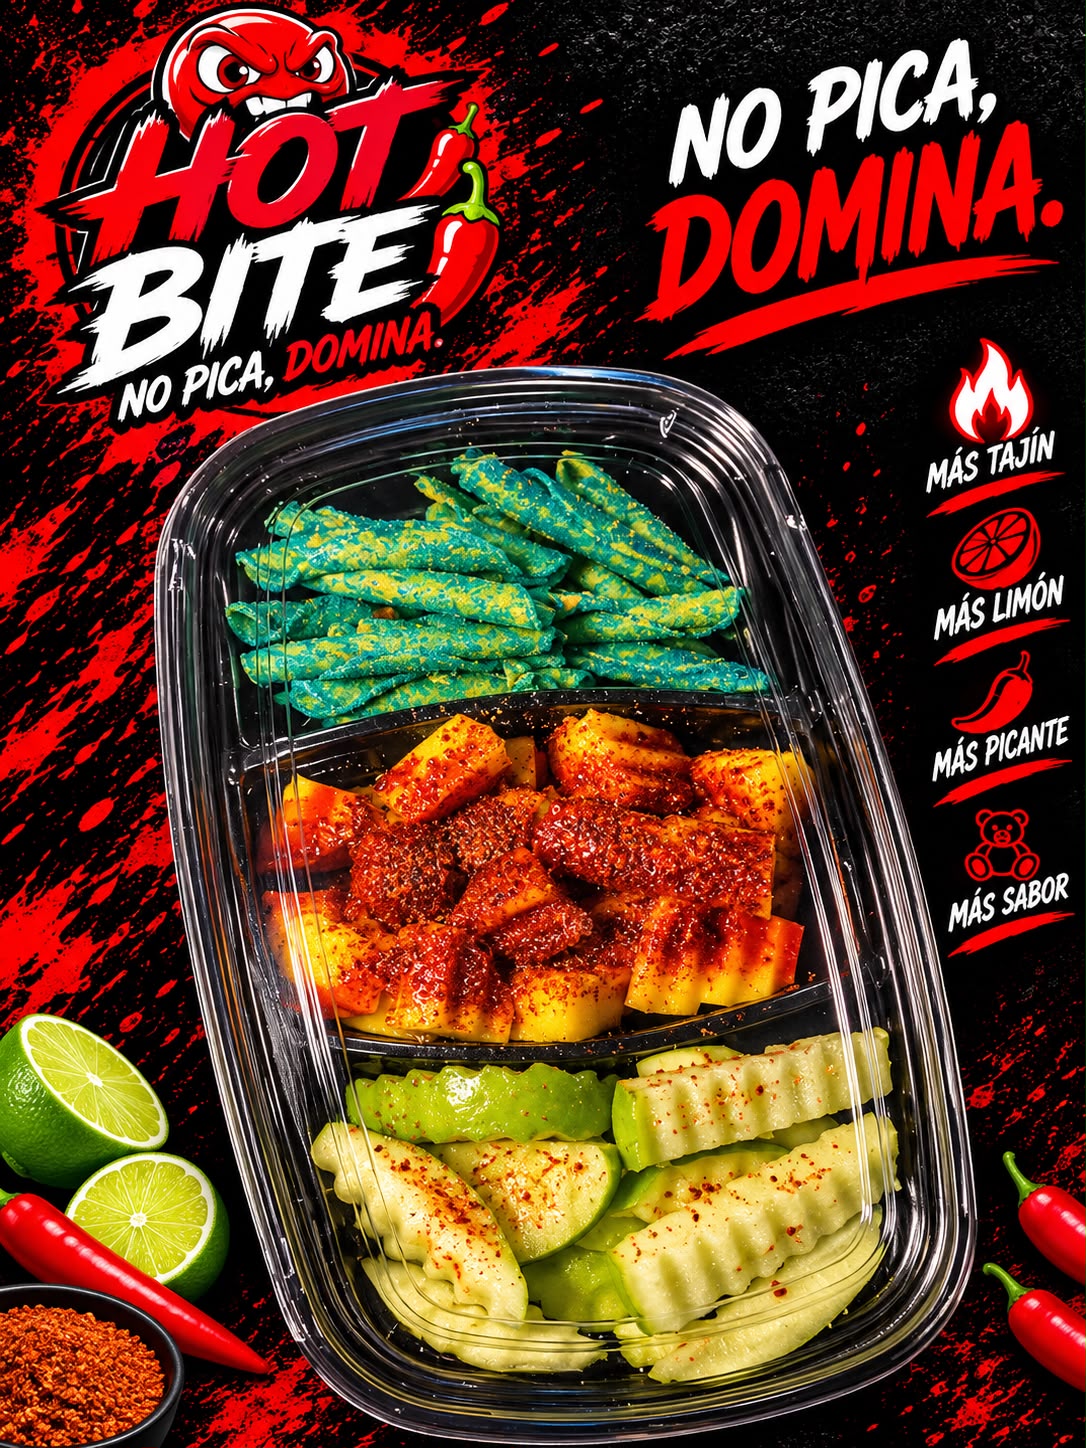 HOT
BITE
NO PICA, DOMINA.
NO PICA,
DOMINA.
MÁS TAJÍN
MÁS LIMÓN
MÁS PICANTE
MÁS SABOR